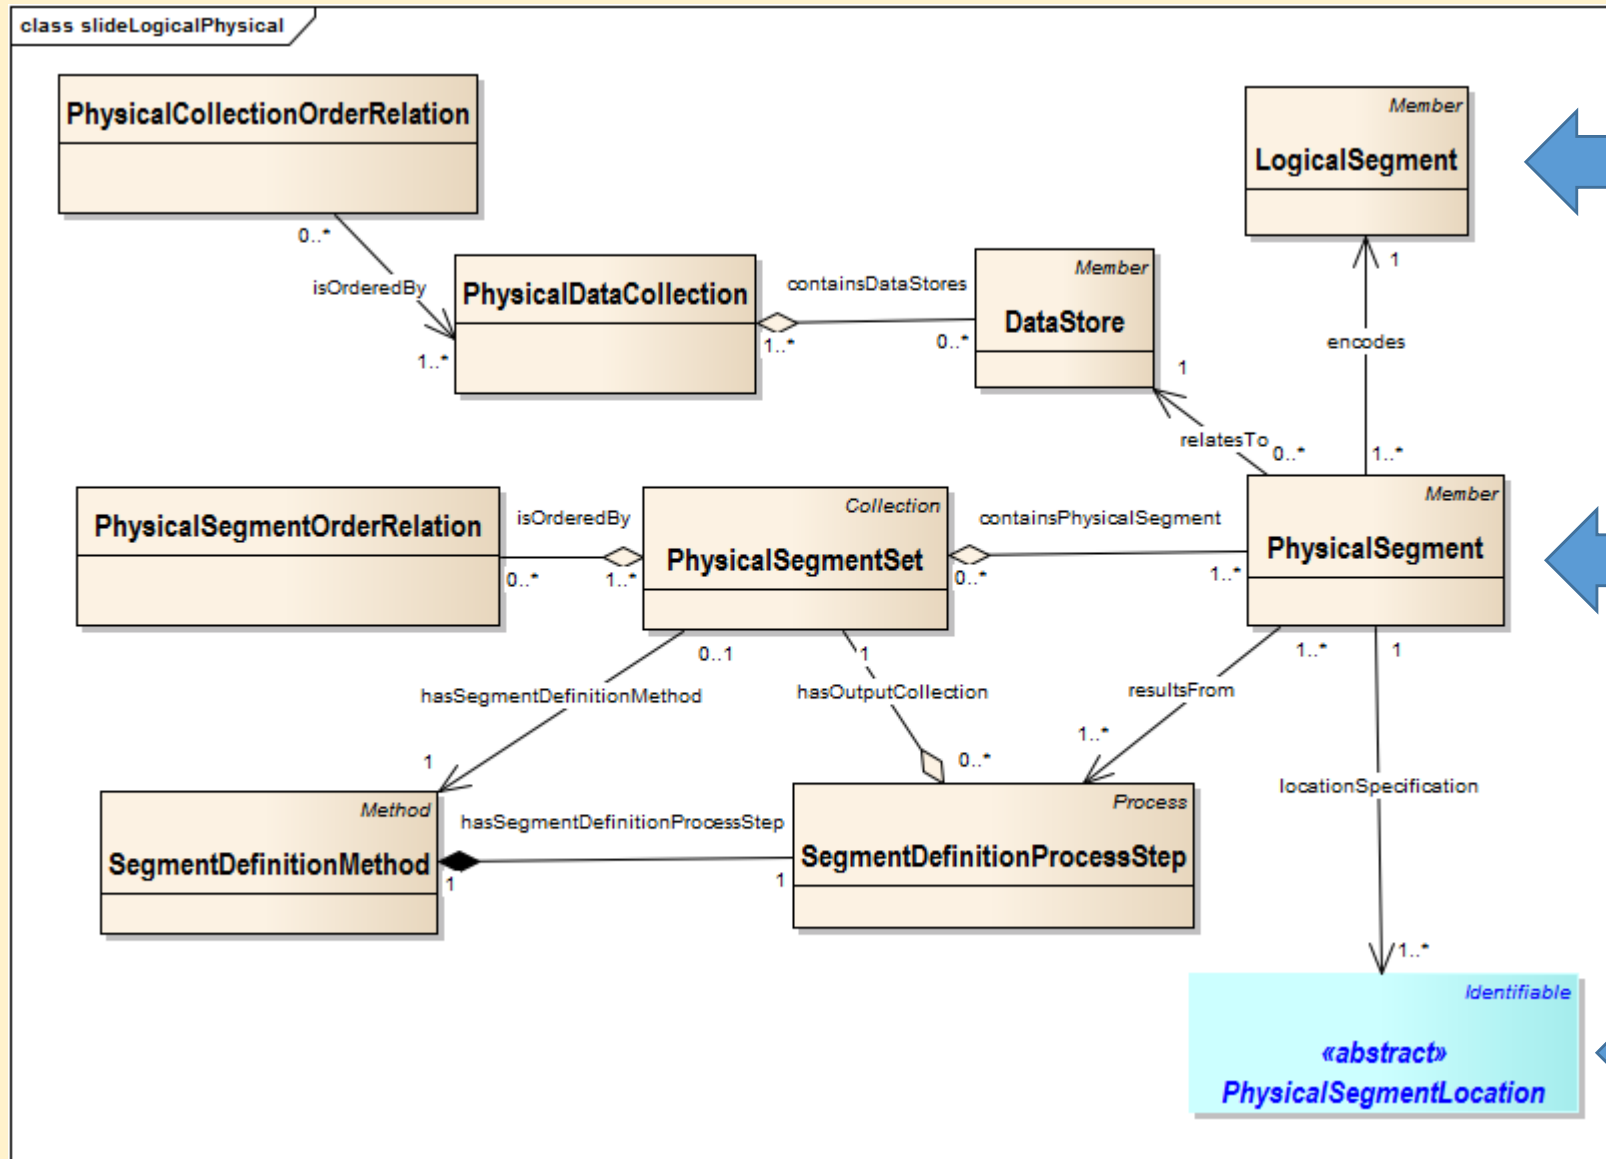 class slideLogicalPhysical
PhysicalCollectionOrderRelation
0..*
isOrderedBy
1..*
PhysicalDataCollection
containsDataStores
1..*
0..*
Member
DataStore
Member
LogicalSegment
1
encodes
1..*
1
relatesTo
0..*
PhysicalSegmentOrderRelation
isOrderedBy
0..*
1..*
Collection
PhysicalSegmentSet
containsPhysicalSegment
0..*
1..*
Member
PhysicalSegment
0..1
hasSegmentDefinitionMethod
1
1
hasOutputCollection
0..*
1..*
resultsFrom
1..*
1
locationSpecification
1..*
Method
SegmentDefinitionMethod
hasSegmentDefinitionProcessStep
1
1
Process
SegmentDefinitionProcessStep
Identifiable
«abstract»
PhysicalSegmentLocation